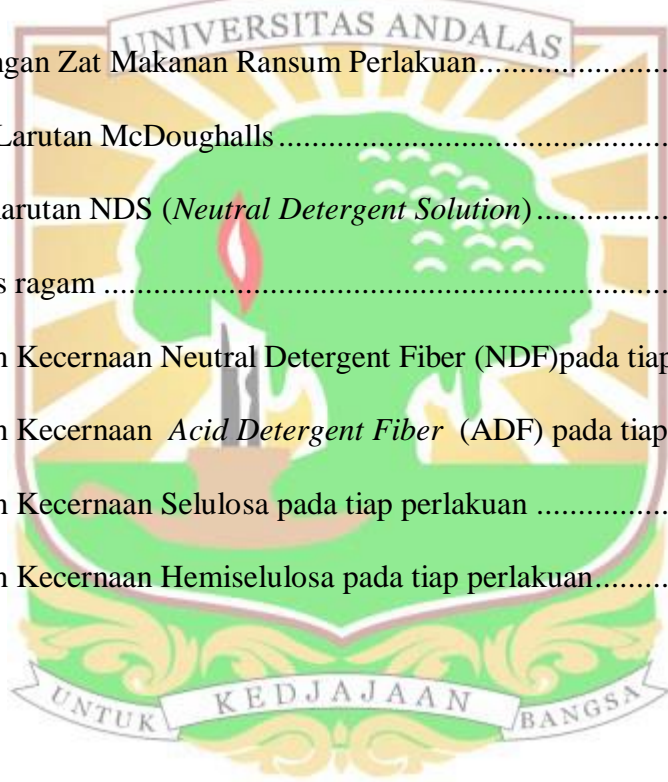 UNIVERSITAS ANDALAS
ngan Zat Makanan Ransum Perlakuan......................
Larutan McDoughalls..............................................
larutan NDS (Neutral Detergent Solution)................
s ragam ....................................................................
n Kecernaan Neutral Detergent Fiber (NDF)pada tiap
n Kecernaan Acid Detergent Fiber (ADF) pada tiap
n Kecernaan Selulosa pada tiap perlakuan .................
n Kecernaan Hemiselulosa pada tiap perlakuan.........
UNTUK KEDJAJAAN BANGSA